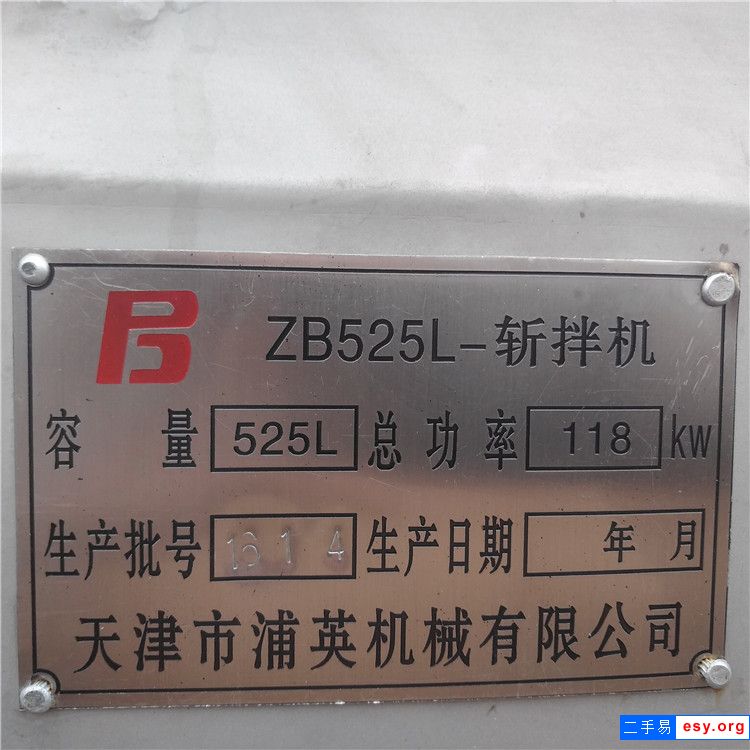 ZB525L-斩拌机
容量 525L 总功率 118 kW
生产批号 1614 生产日期 年 月
天津市浦英机械有限公司
二手易 esy.org